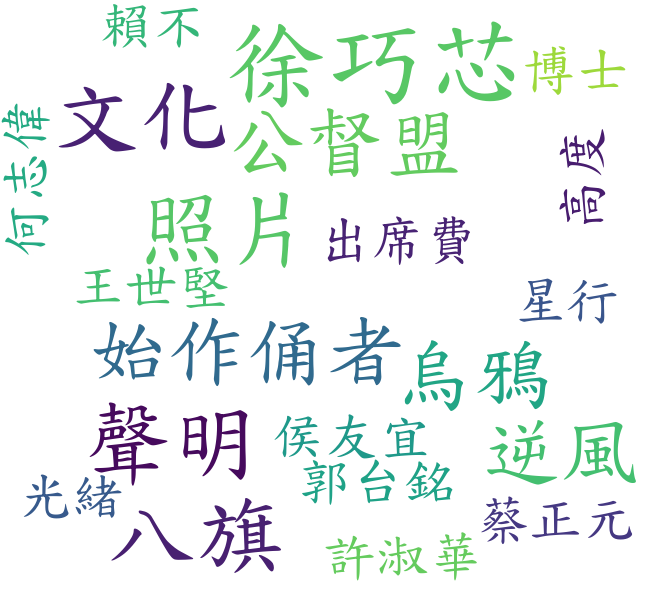 賴不
徐巧芯
博士
文化
公督盟
何志偉
高度
照片
出席費
王世堅
星行
始作俑者
烏鴉
聲明
侯友宜
逆風
郭台銘
光緒
八旗
蔡正元
許淑華